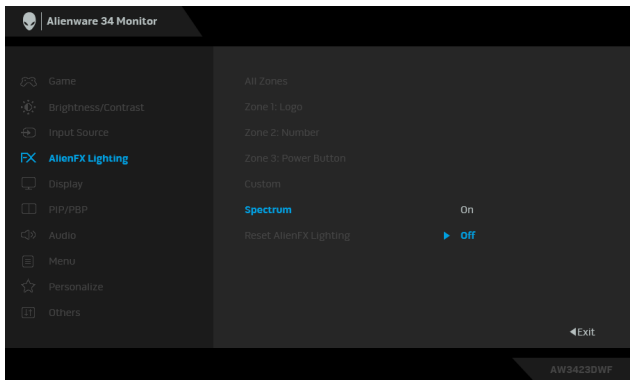 Alienware 34 Monitor
Game
Brightness/Contrast
Input Source
FX AlienFX Lighting
Display
PIP/PBP
Audio
Menu
Personalize
Others
All Zones
Zone 1: Logo
Zone 2: Number
Zone 3: Power Button
Custom
Spectrum On
Reset AlienFX Lighting Off
Exit
AW3423DWF